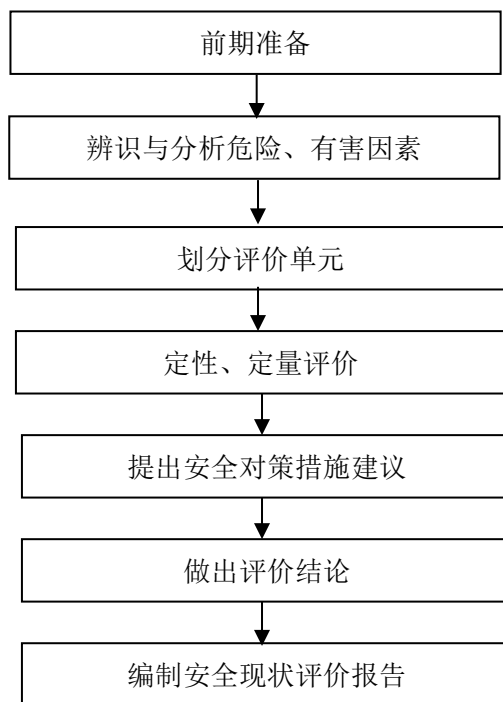 前期准备
辨识与分析危险、有害因素
划分评价单元
定性、定量评价
提出安全对策措施建议
做出评价结论
编制安全现状评价报告